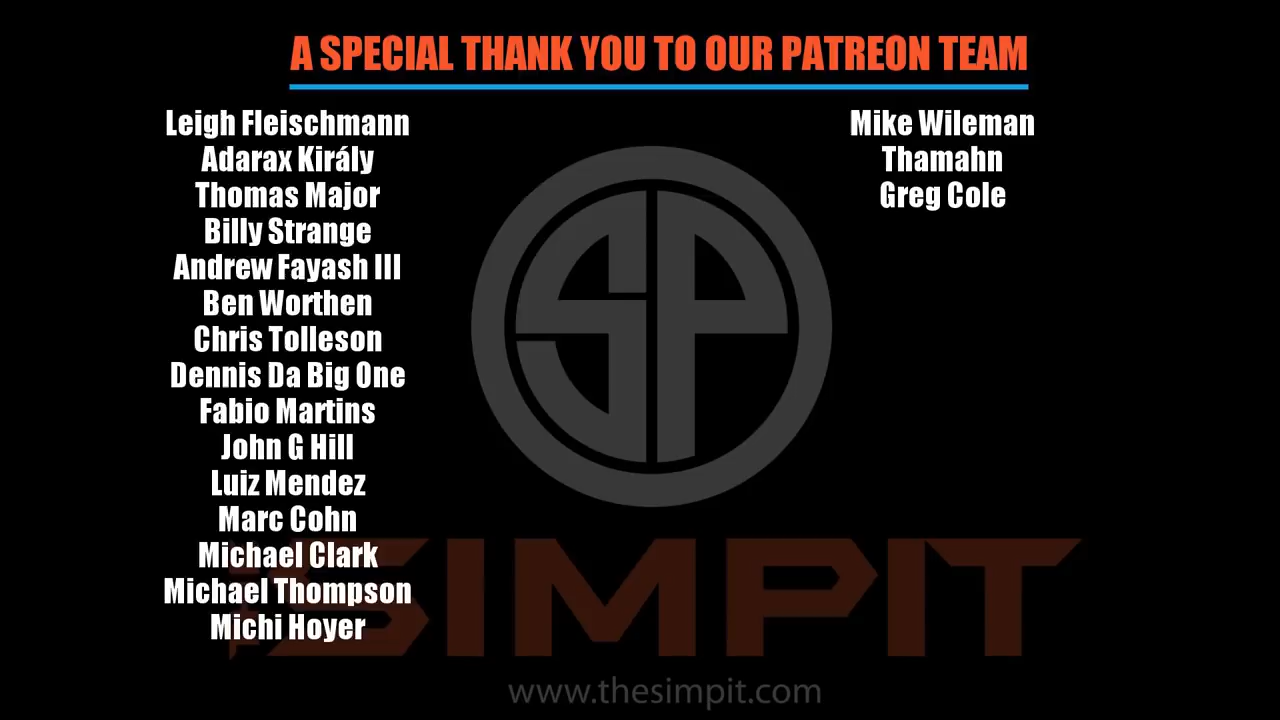 A SPECIAL THANK YOU TO OUR PATREON TEAM
Leigh Fleischmann
Adarax Király
Thomas Major
Billy Strange
Andrew Fayash III
Ben Worthen
Chris Tolleson
Dennis Da Big One
Fabio Martins
John G Hill
Luiz Mendez
Marc Cohn
Michael Clark
Michael Thompson
Michi Hoyer
Mike Wileman
Thamahn
Greg Cole
SP
THE SIMPIT
www.thesimpit.com